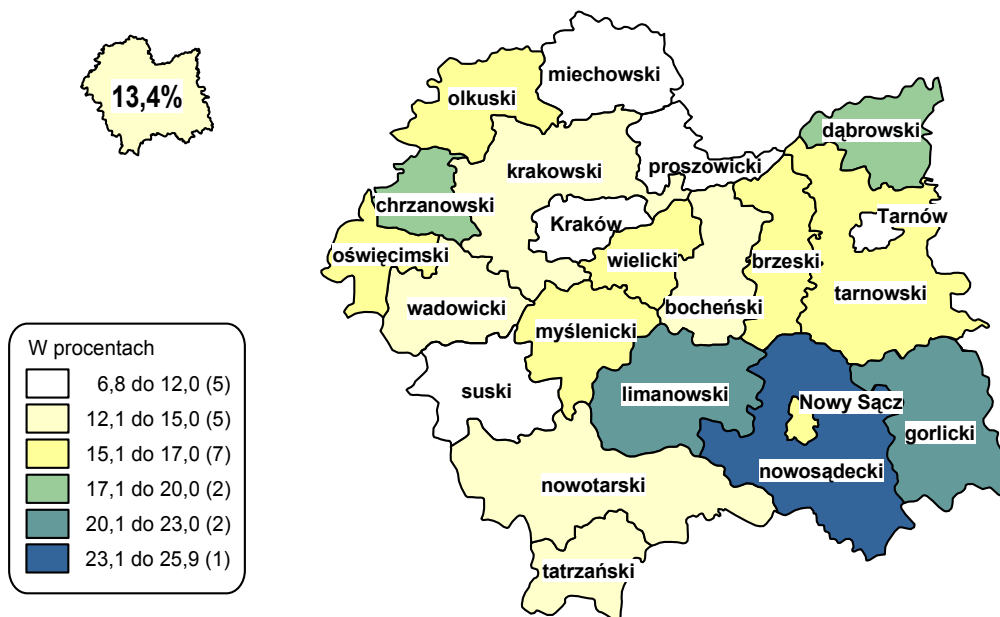 13,4%
miechowski
olkuski
dąbrowski
krakowski
proszowicki
chrzanowski
Kraków
Tarnów
oświęcimski
wielicki
brzeski
wadowicki
bocheński
tarnowski
myślenicki
suski
limanowski
Nowy Sącz
gorlicki
nowosądecki
nowotarski
tatrzański
W procentach
6,8 do 12,0 (5)
12,1 do 15,0 (5)
15,1 do 17,0 (7)
17,1 do 20,0 (2)
20,1 do 23,0 (2)
23,1 do 25,9 (1)